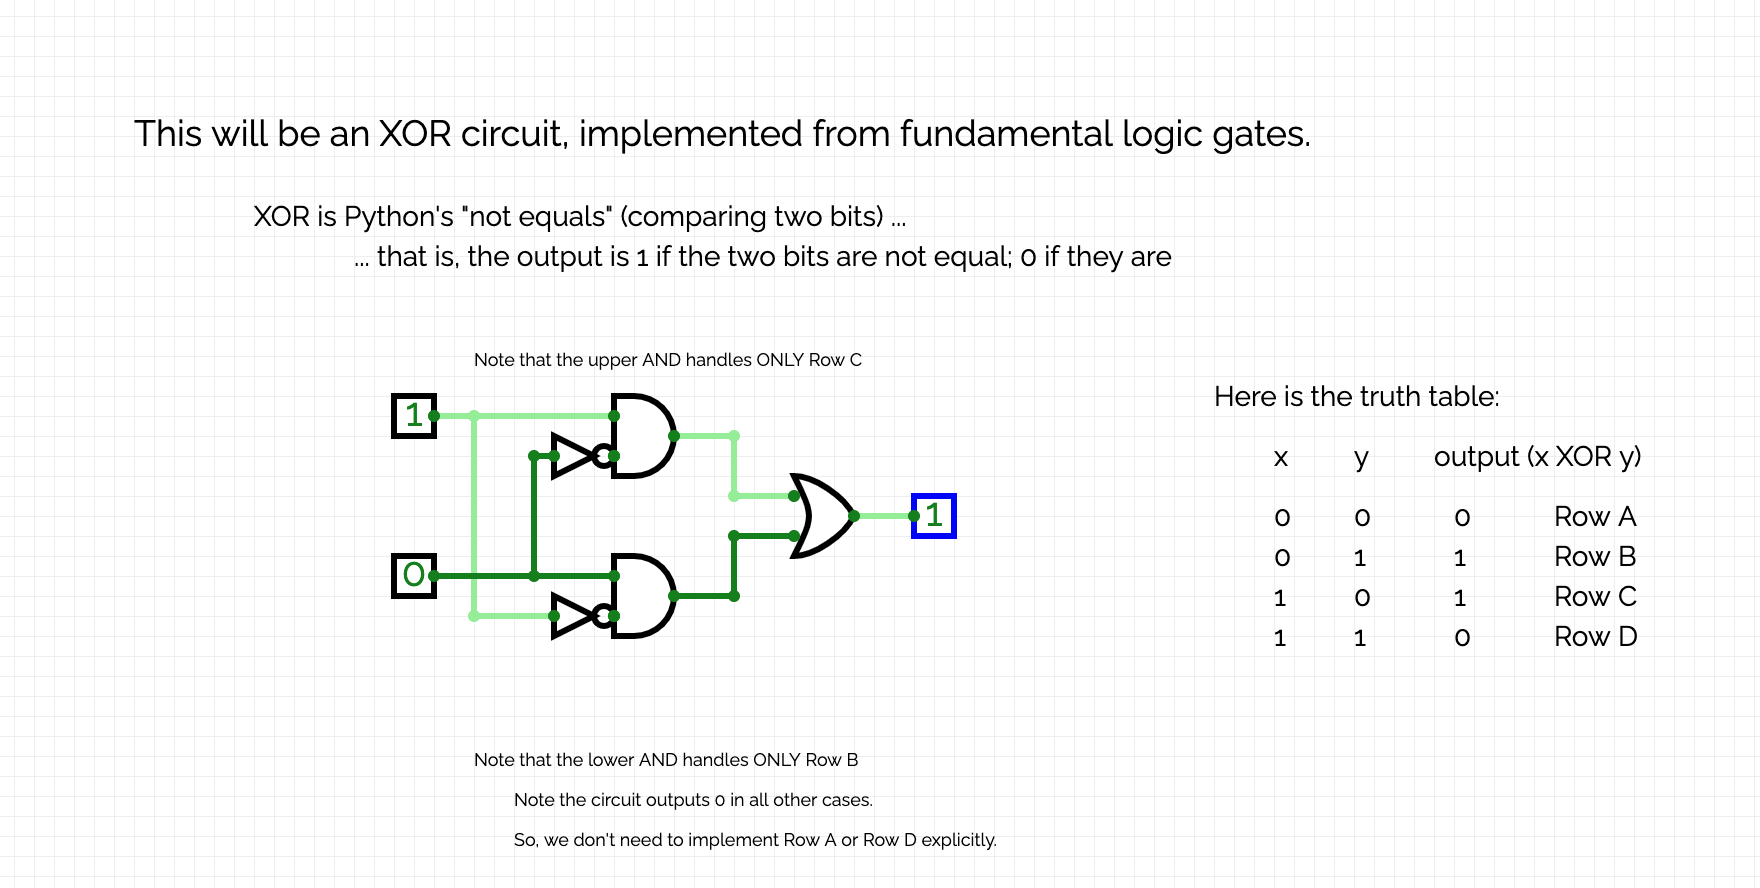 This will be an XOR circuit, implemented from fundamental logic gates.
XOR is Python's "not equals" (comparing two bits) ...
... that is, the output is 1 if the two bits are not equal; 0 if they are
Note that the upper AND handles ONLY Row C
1
0
1
Here is the truth table:
x y output (x XOR y)
0 0 0 Row A
0 1 1 Row B
1 0 1 Row C
1 1 0 Row D
Note that the lower AND handles ONLY Row B
Note the circuit outputs 0 in all other cases.
So, we don't need to implement Row A or Row D explicitly.